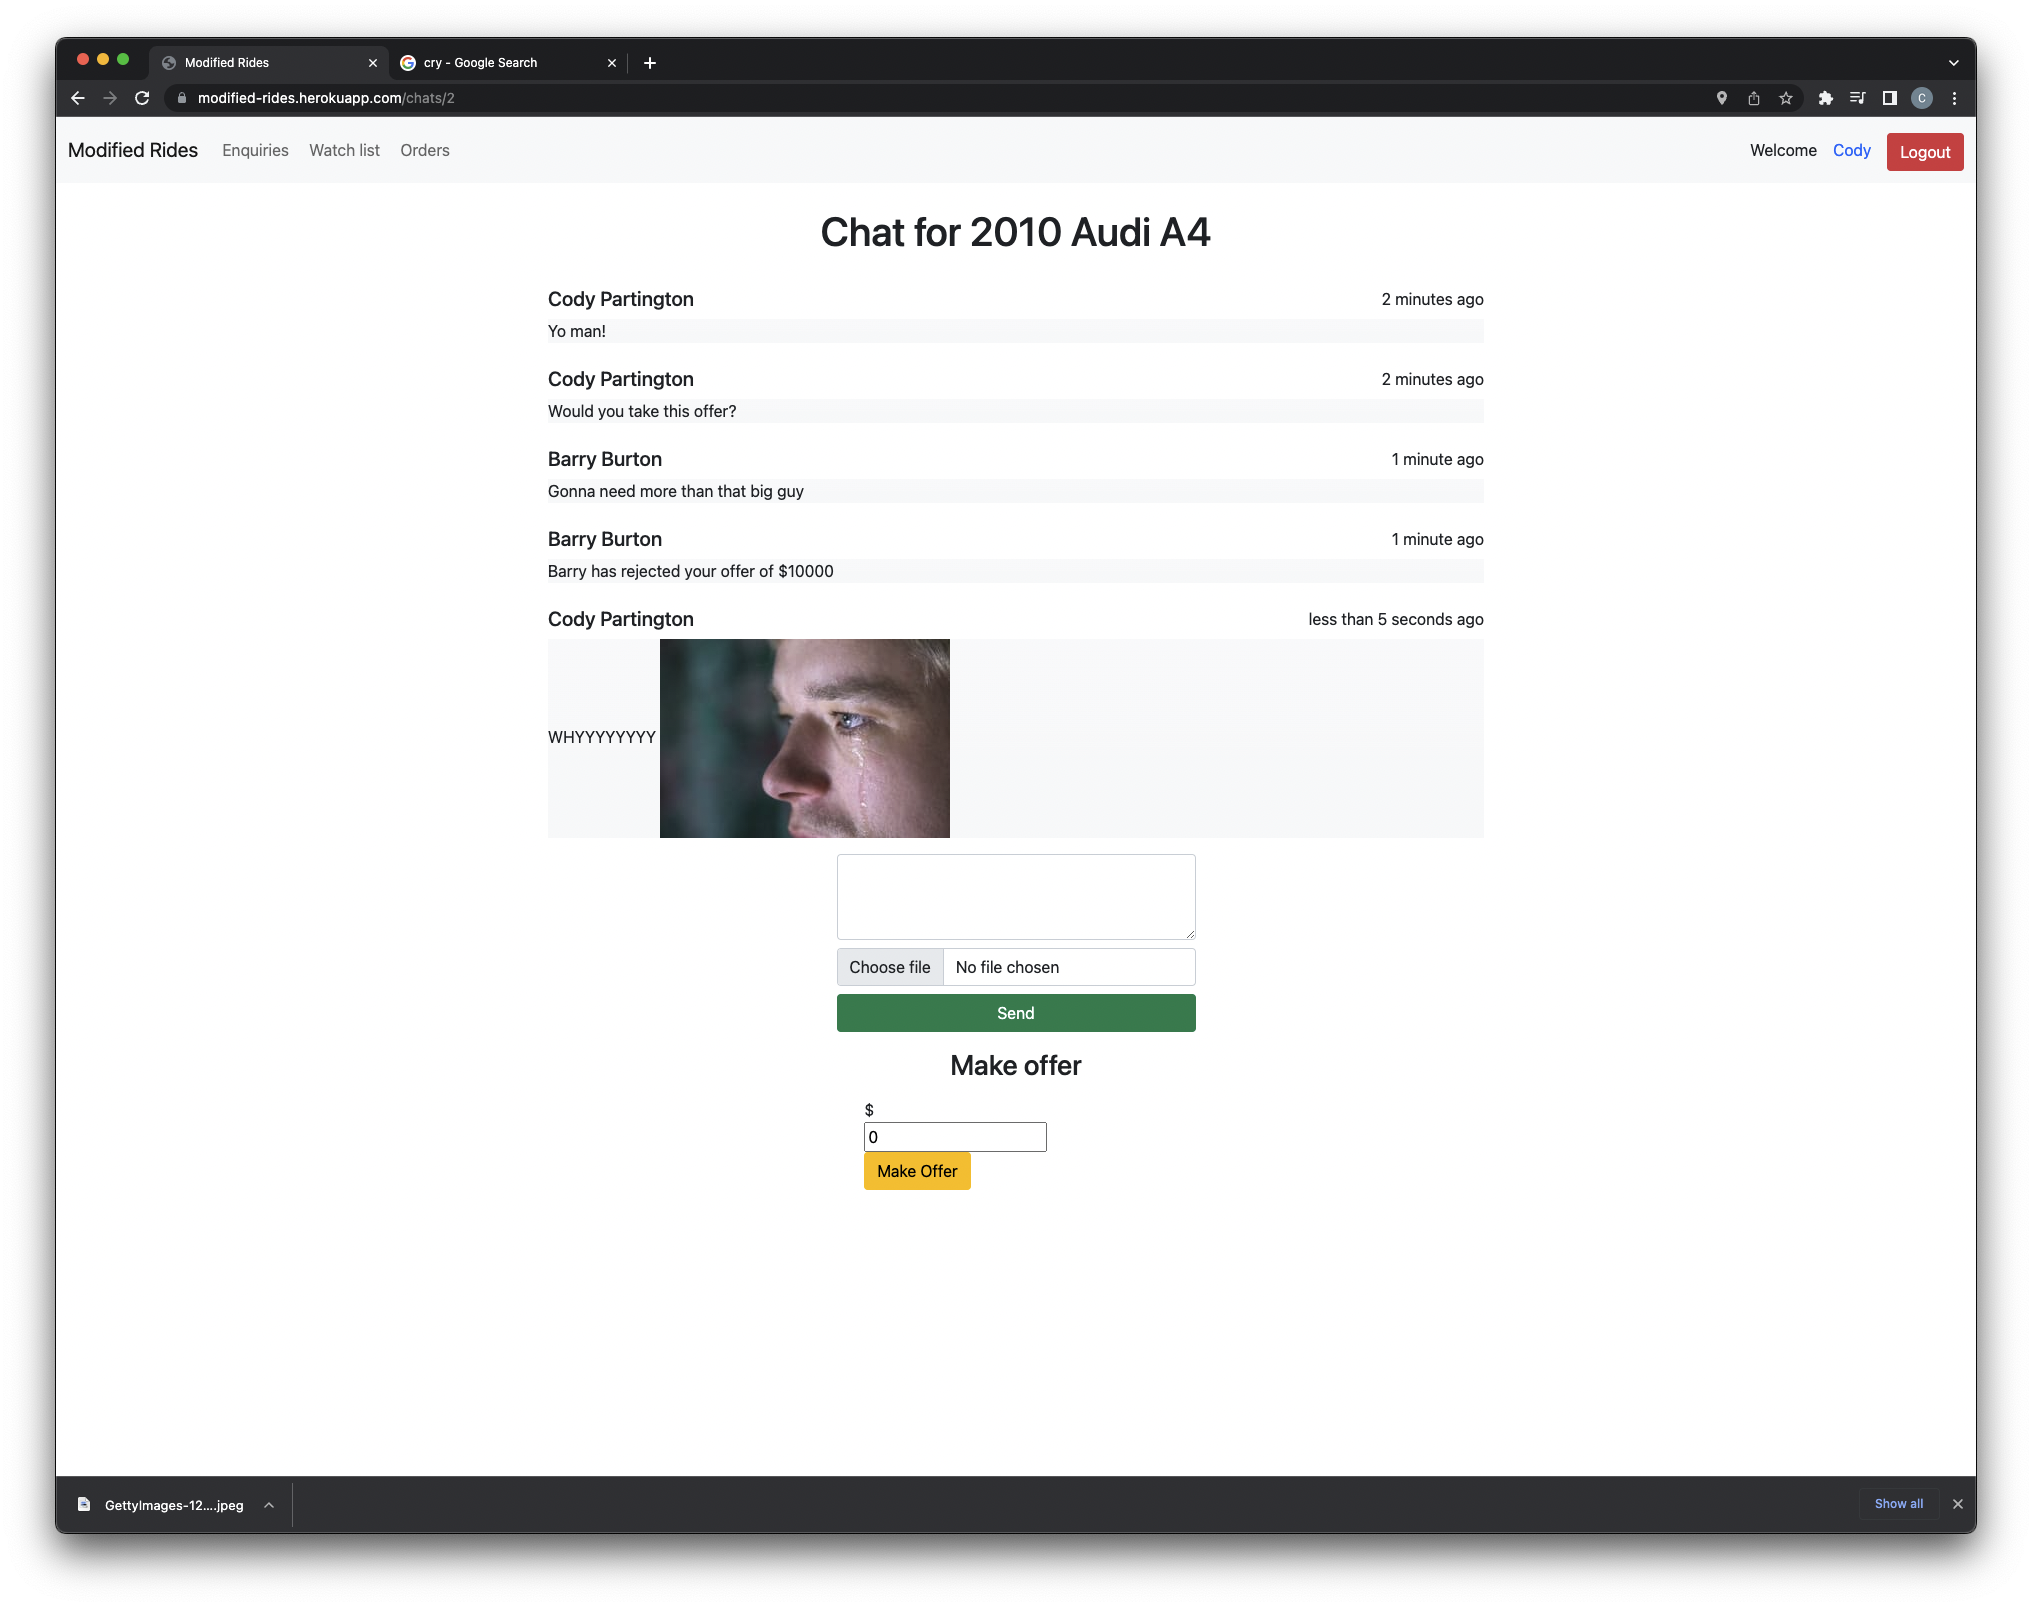 Modified Rides
cry - Google Search
modified-rides.herokuapp.com/chats/2
C
Modified Rides Enquiries Watch list Orders Welcome Cody Logout
Chat for 2010 Audi A4
Cody Partington 2 minutes ago
Yo man!
Cody Partington 2 minutes ago
Would you take this offer?
Barry Burton 1 minute ago
Gonna need more than that big guy
Barry Burton 1 minute ago
Barry has rejected your offer of $10000
Cody Partington less than 5 seconds ago
WHYYYYYYYY
Choose file No file chosen
Send
Make offer
$
0
Make Offer
GettyImages-12....jpeg Show all